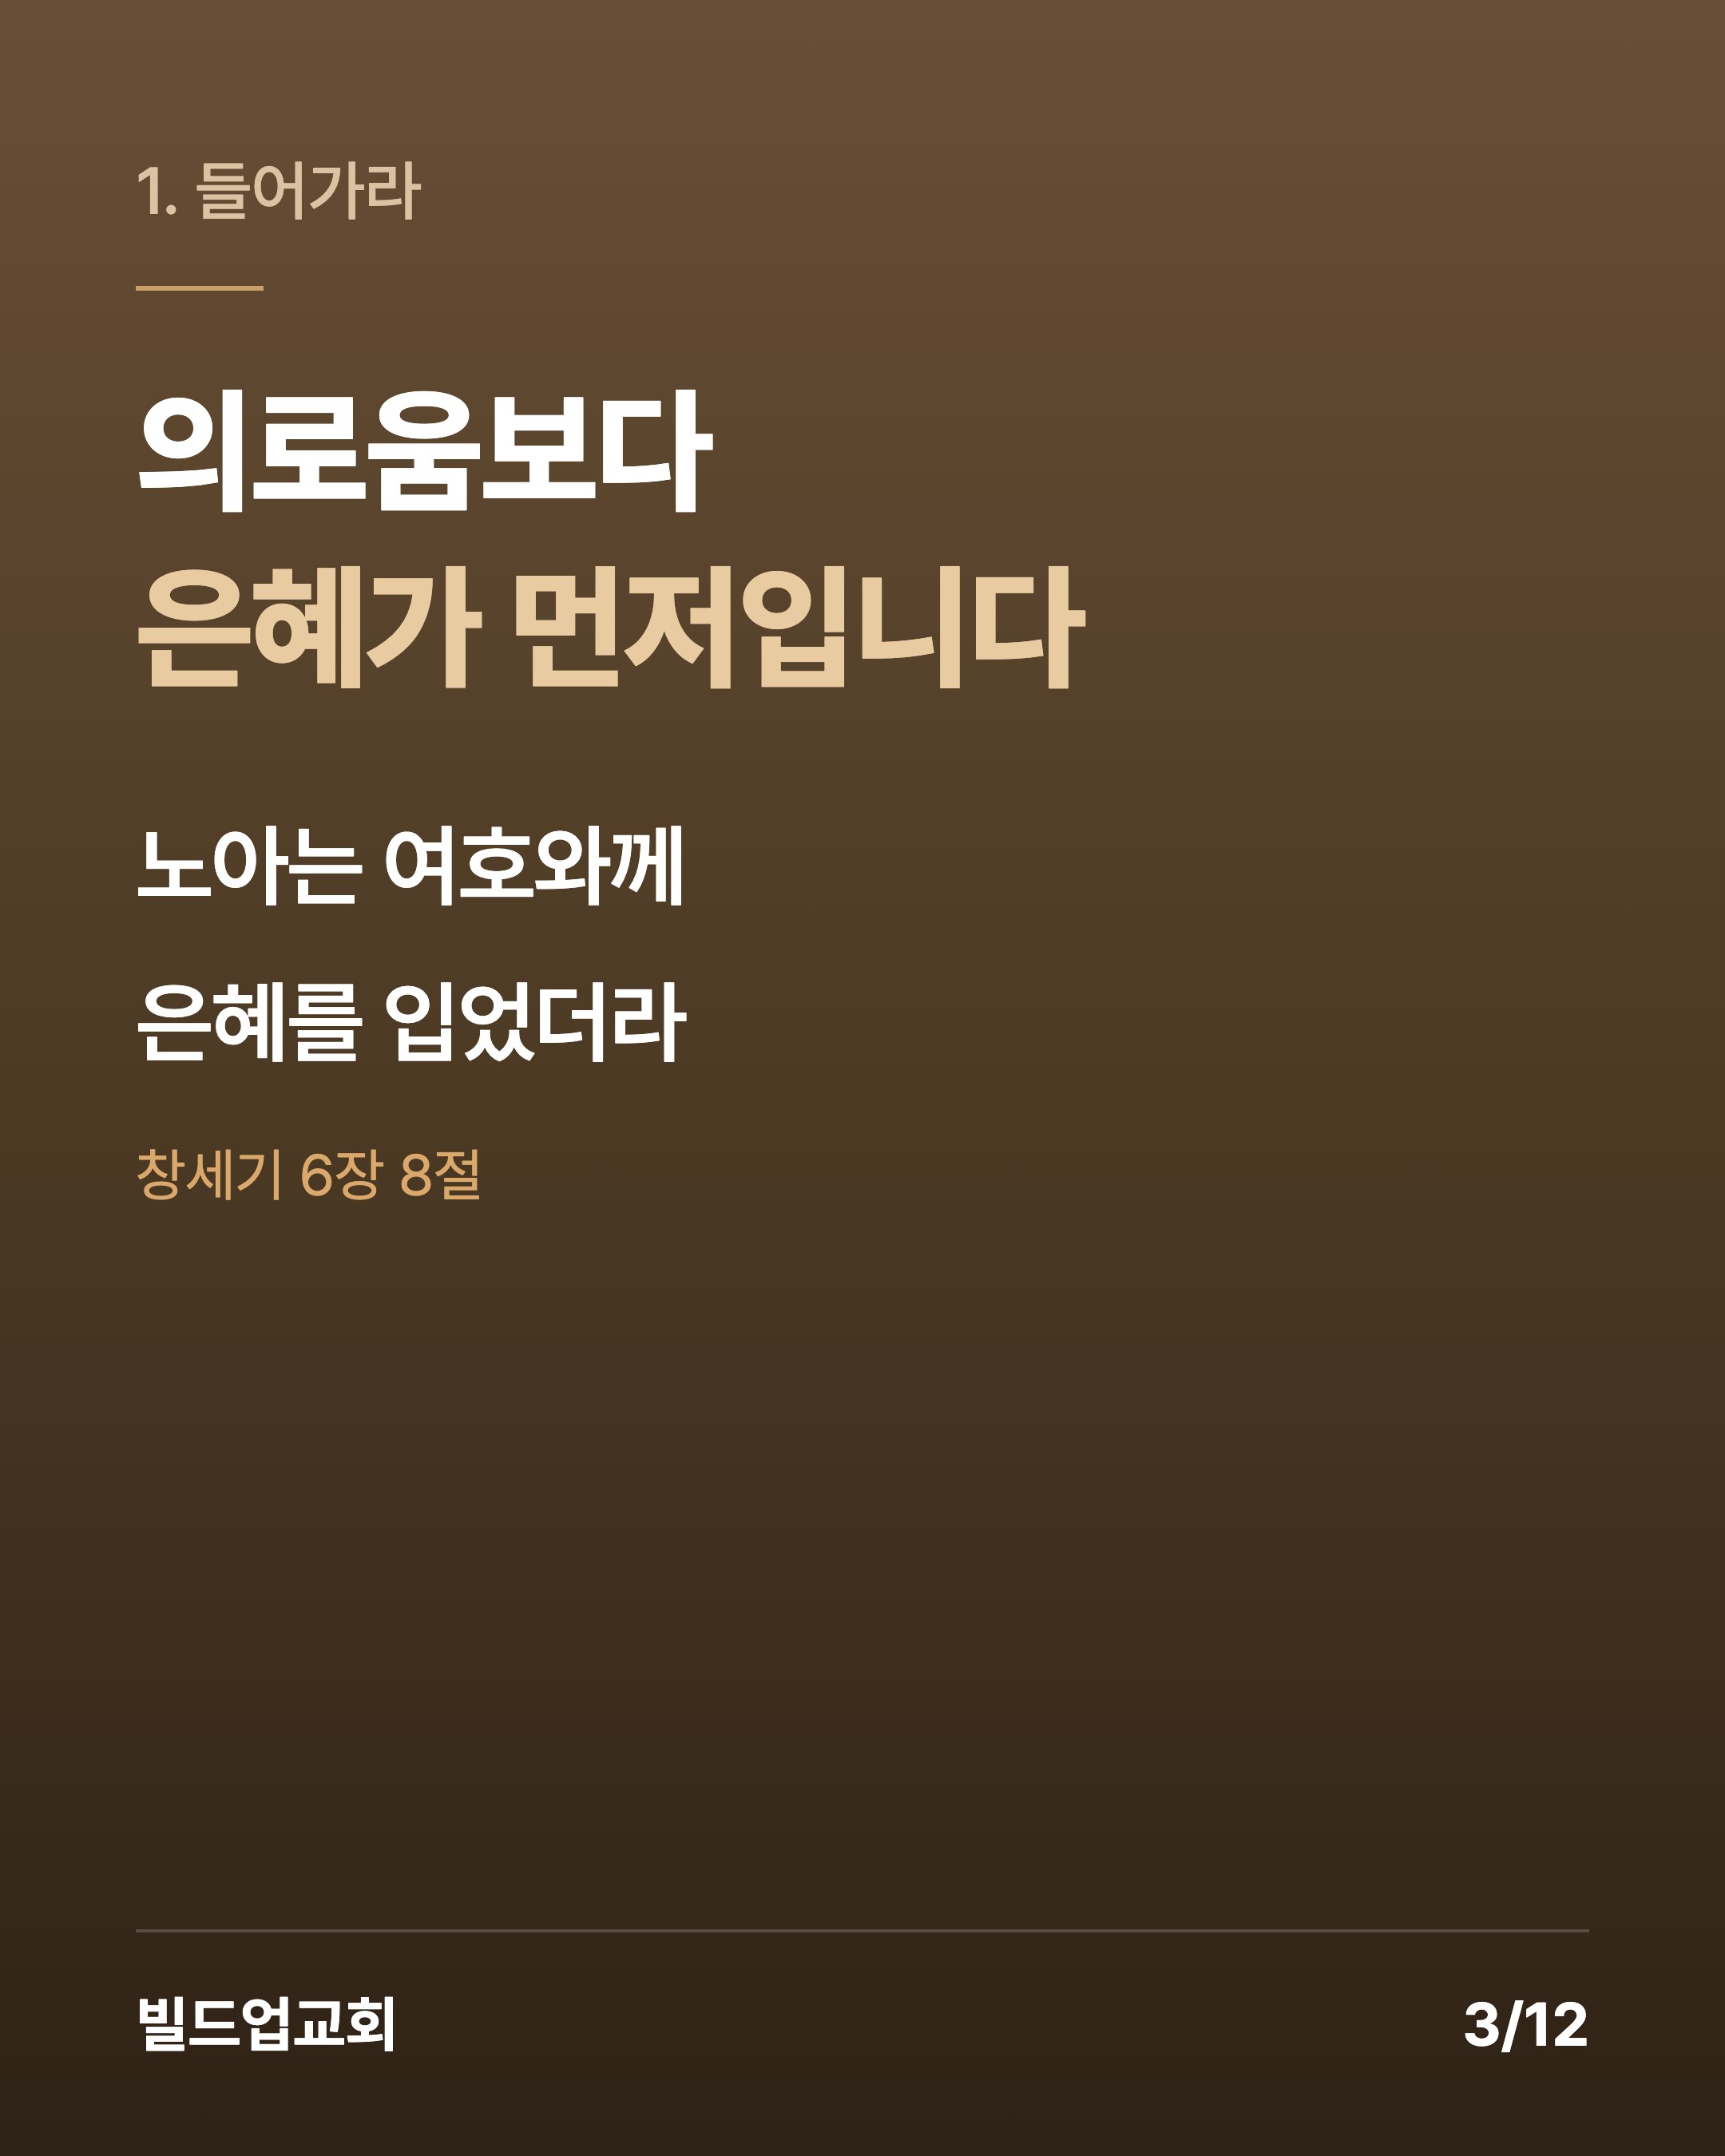 1. 들어가라
의로움보다
은혜가 먼저입니다
노아는 여호와께
은혜를 입었더라
창세기 6장 8절
빌드업교회
3/12